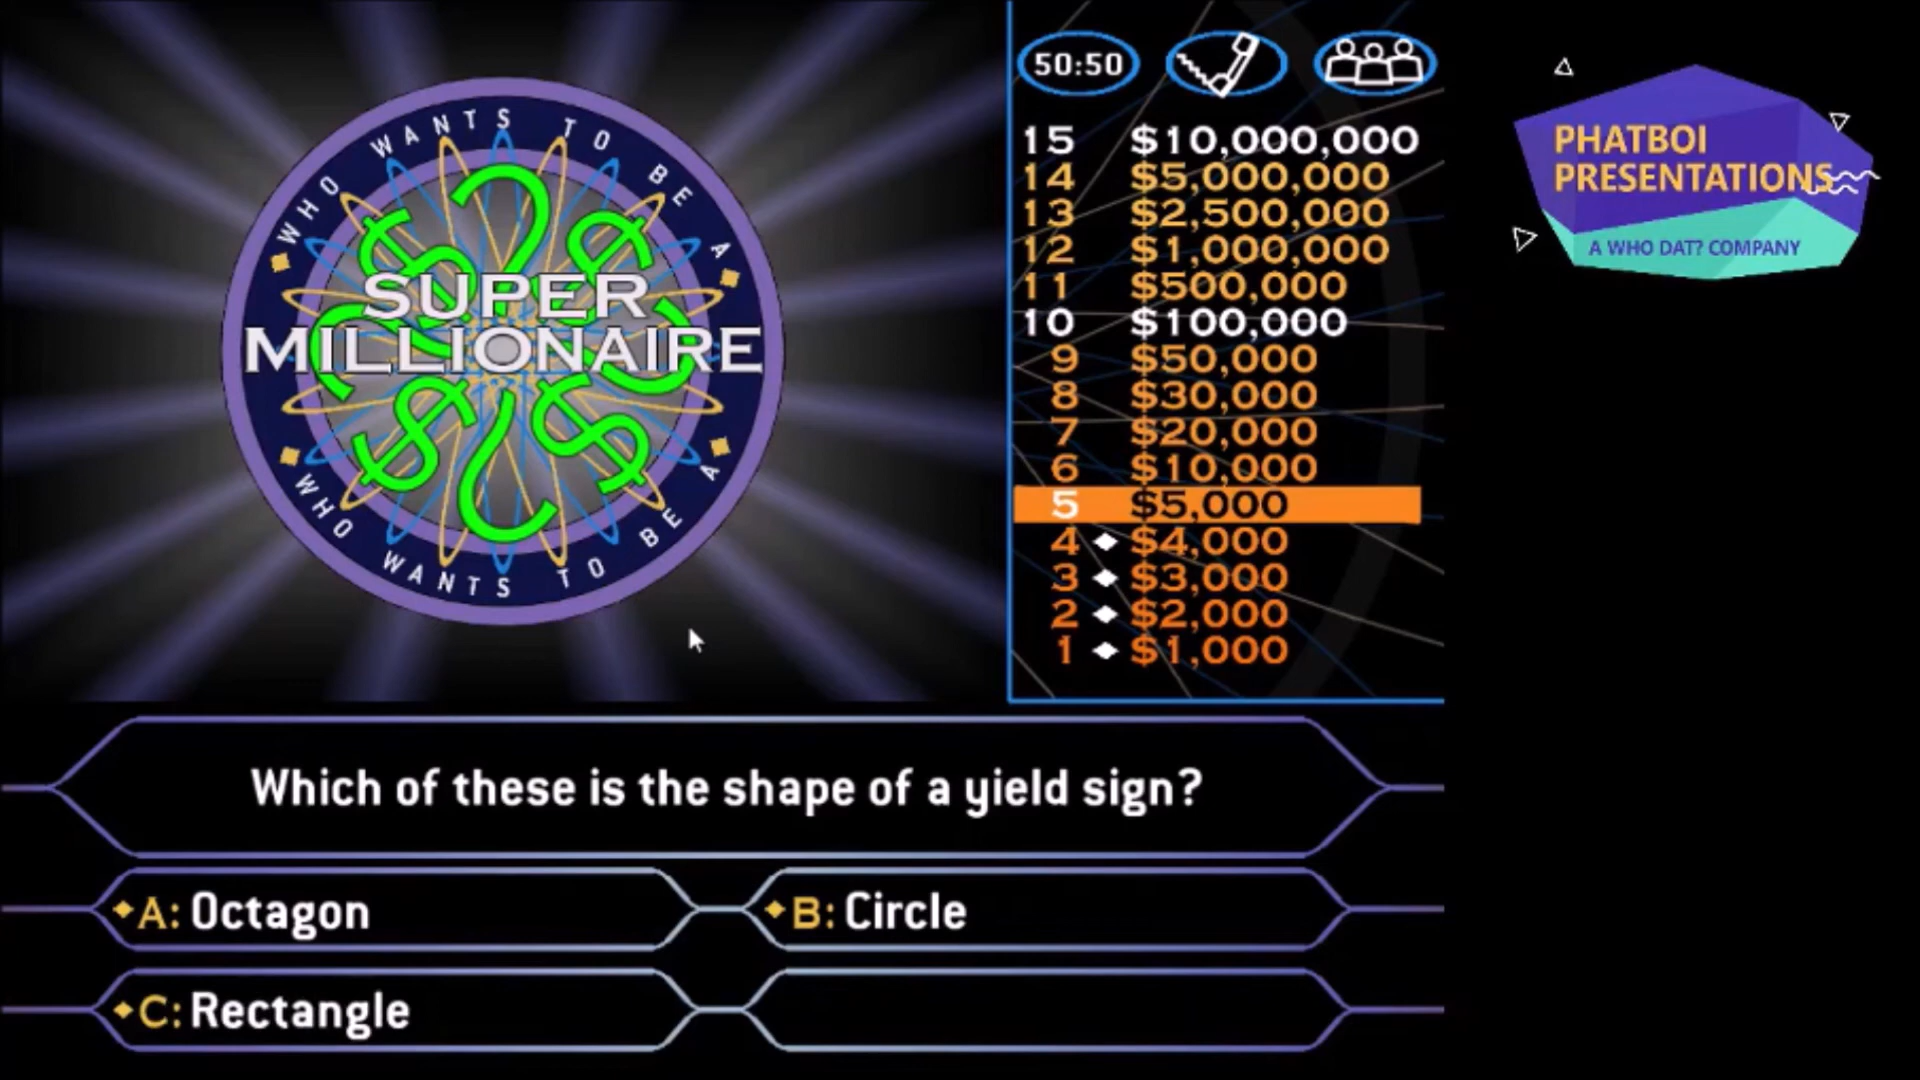 WHO WANTS TO BE A
SUPER
MILLIONAIRE
WHO WANTS TO BE A
50:50
15 $10,000,000
14 $5,000,000
13 $2,500,000
12 $1,000,000
11 $500,000
10 $100,000
9 $50,000
8 $30,000
7 $20,000
6 $10,000
5 $5,000
4 $4,000
3 $3,000
2 $2,000
1 $1,000
PHATBOI
PRESENTATIONS
A WHO DAT? COMPANY
Which of these is the shape of a yield sign?
A: Octagon
B: Circle
C: Rectangle